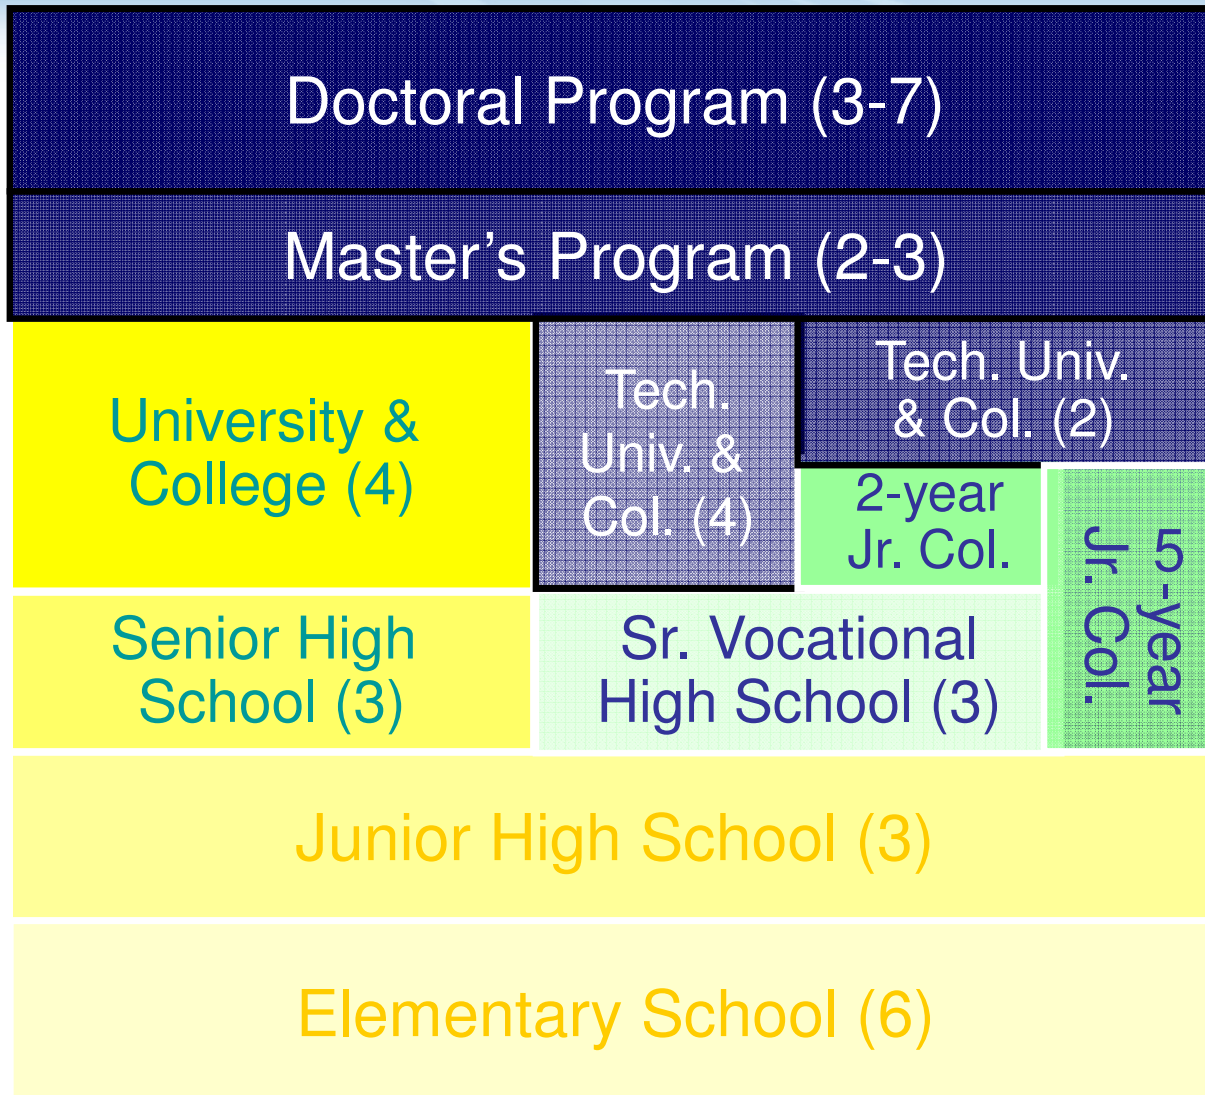 Doctoral Program (3-7)
Master’s Program (2-3)
University &
College (4)
Tech.
Univ. &
Col. (4)
Tech. Univ.
& Col. (2)
2-year
Jr. Col.
5-year
Jr. Col.
Senior High
School (3)
Sr. Vocational
High School (3)
Junior High School (3)
Elementary School (6)